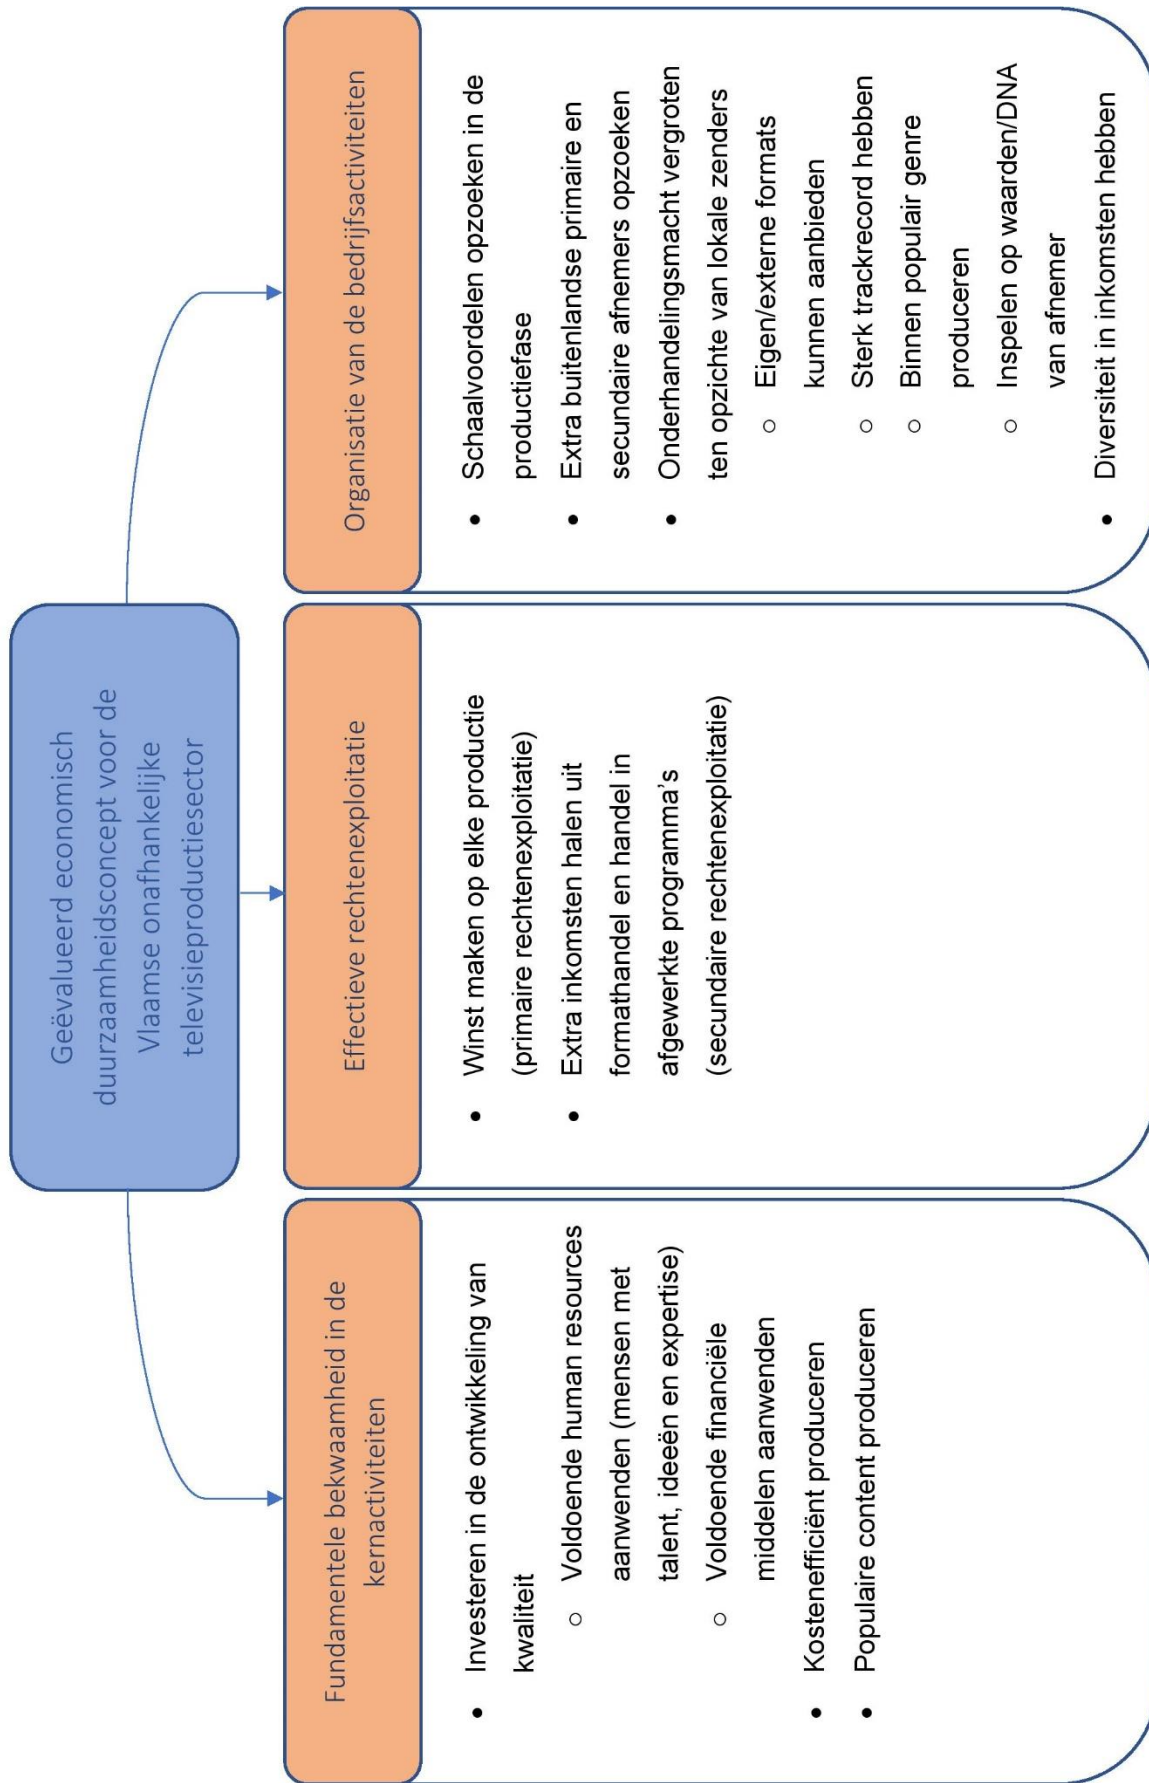 Geëvalueerd economisch
duurzaamheidsconcept voor de
Vlaamse onafhankelijke
televisieproductiesector
Fundamentele bekwaamheid in de
kernactiviteiten
• Investeren in de ontwikkeling van
kwaliteit
○ Voldoende human resources
aanwenden (mensen met
talent, ideeën en expertise)
○ Voldoende financiële
middelen aanwenden
• Kostenefficiënt produceren
• Populaire content produceren
Effectieve rechtenexploitatie
• Winst maken op elke productie
(primaire rechtenexploitatie)
• Extra inkomsten halen uit
formathandel en handel in
afgewerkte programma’s
(secundaire rechtenexploitatie)
Organisatie van de bedrijfsactiviteiten
• Schaalvoordelen opzoeken in de
productiefase
• Extra buitenlandse primaire en
secundaire afnemers opzoeken
• Onderhandelingsmacht vergroten
ten opzichte van lokale zenders
○ Eigen/externe formats
kunnen aanbieden
○ Sterk trackrecord hebben
○ Binnen populair genre
produceren
○ Inspelen op waarden/DNA
van afnemer
• Diversiteit in inkomsten hebben